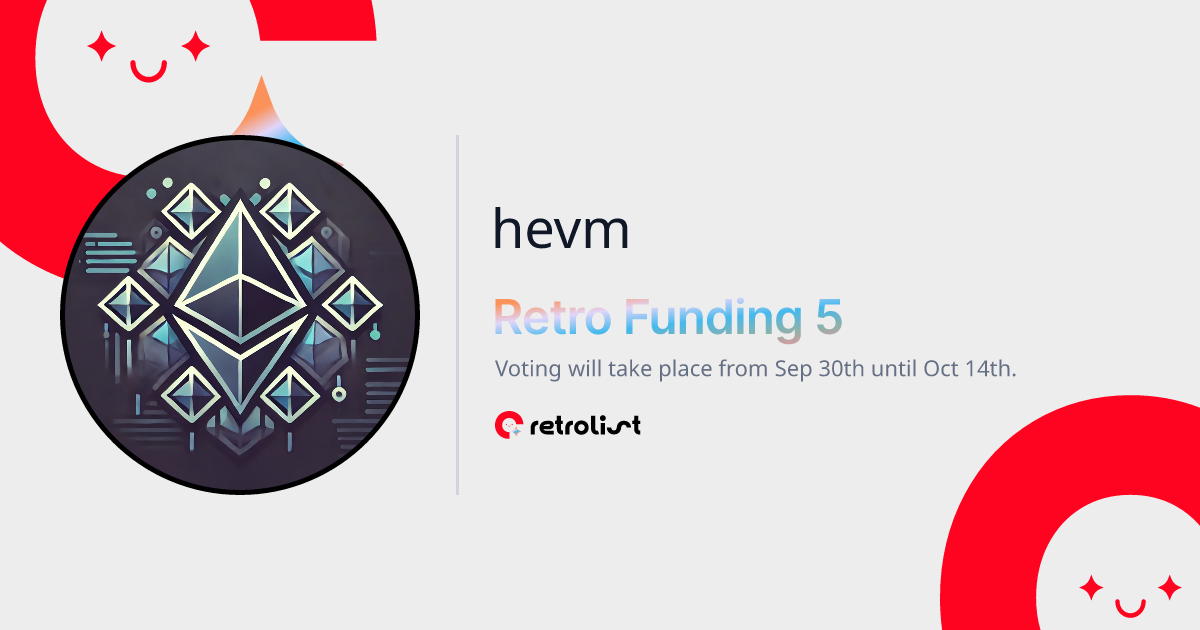 hevm
Retro Funding 5
Voting will take place from Sep 30th until Oct 14th.
retrolist